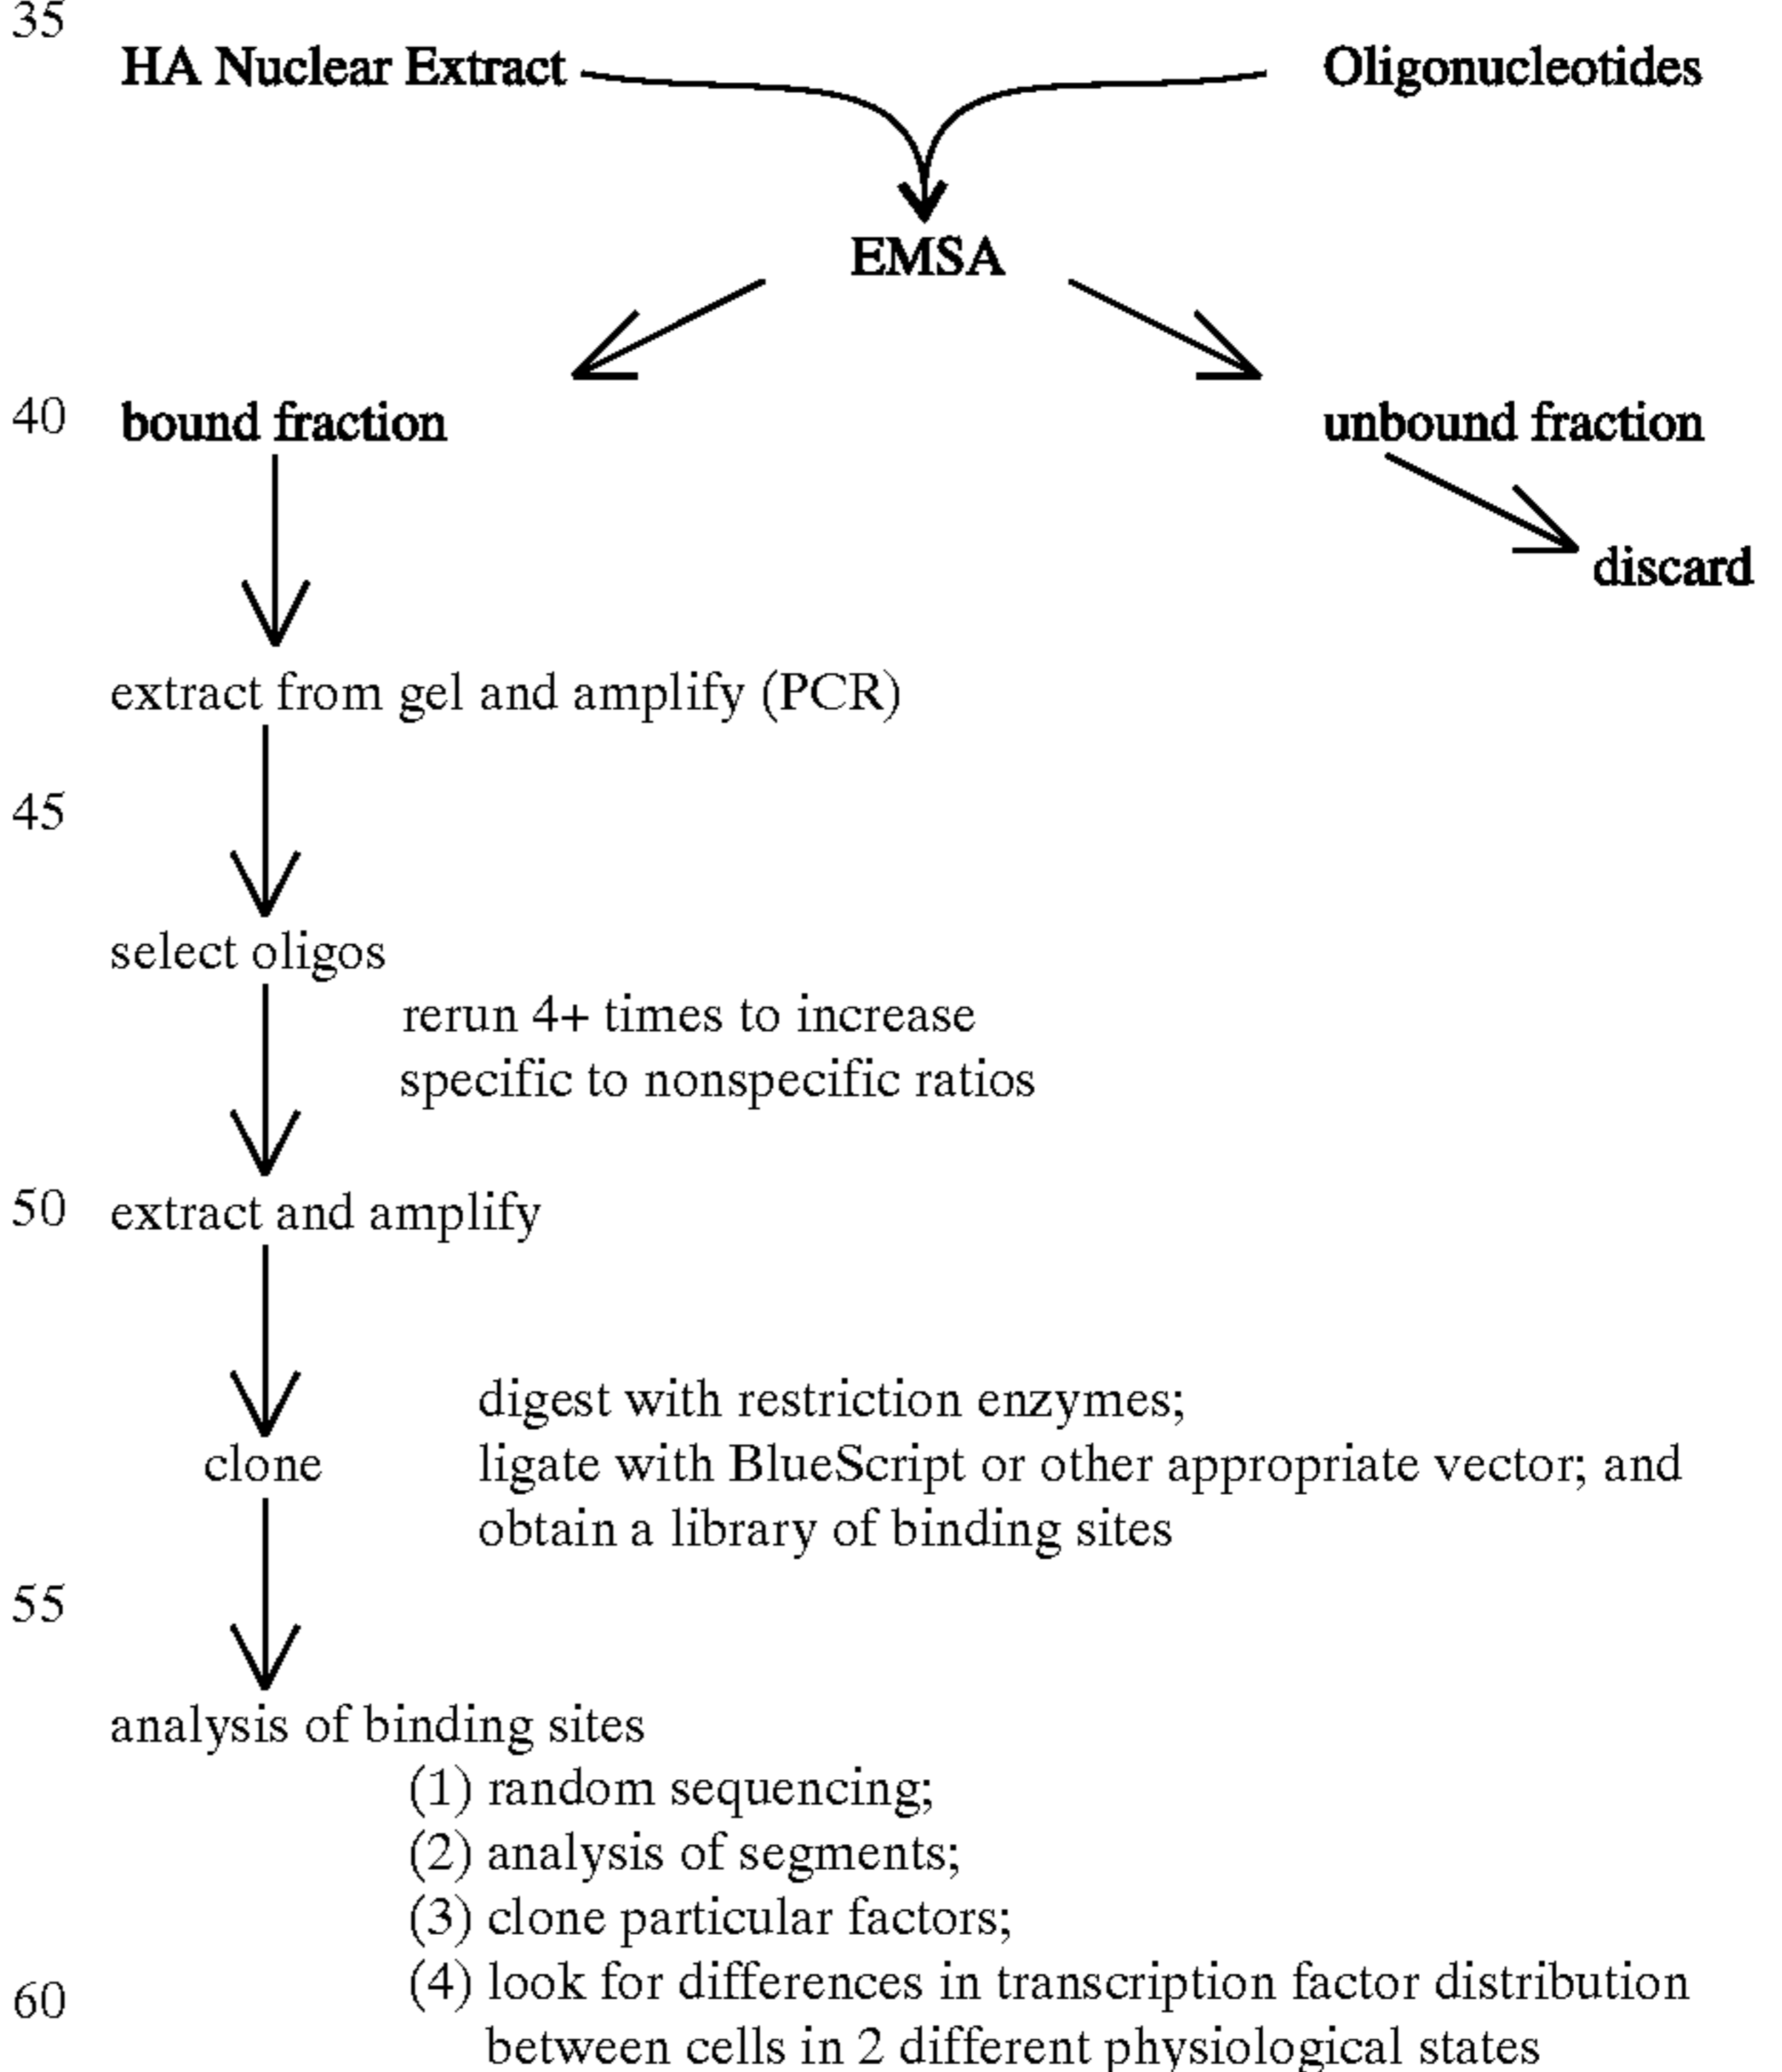 35
HA Nuclear Extract
Oligonucleotides
EMSA
40
bound fraction
unbound fraction
discard
extract from gel and amplify (PCR)
45
select oligos
rerun 4+ times to increase
specific to nonspecific ratios
50
extract and amplify
digest with restriction enzymes;
clone
ligate with BlueScript or other appropriate vector; and
obtain a library of binding sites
55
analysis of binding sites
(1) random sequencing;
(2) analysis of segments;
(3) clone particular factors;
60
(4) look for differences in transcription factor distribution
between cells in 2 different physiological states